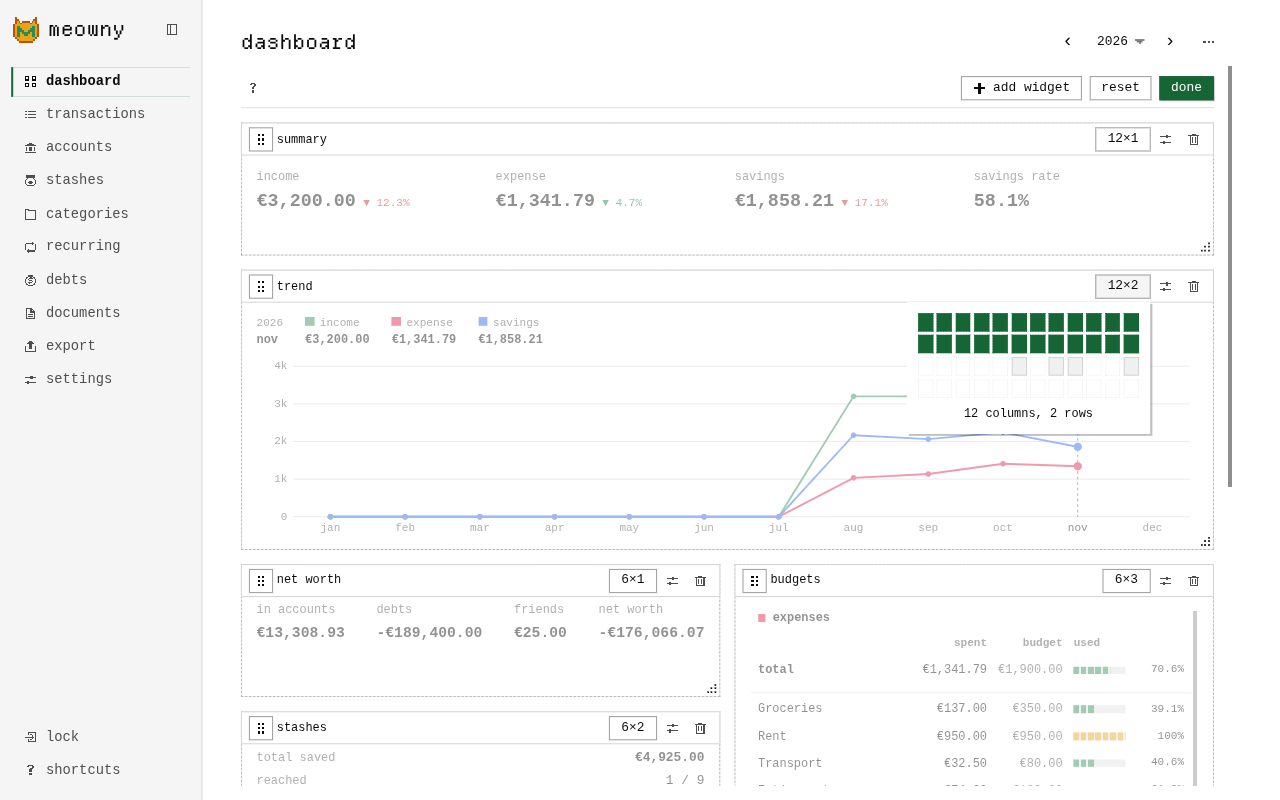 meowny
dashboard
transactions
accounts
stashes
categories
recurring
debts
documents
export
settings
lock
? shortcuts
dashboard
‹ 2026 ›
?
add widget reset done
summary 12×1
income expense savings savings rate
€3,200.00 ▼ 12.3% €1,341.79 ▼ 4.7% €1,858.21 ▼ 17.1% 58.1%
trend 12×2
2026 income expense savings
nov €3,200.00 €1,341.79 €1,858.21
12 columns, 2 rows
4k
3k
2k
1k
0
jan feb mar apr may jun jul aug sep oct nov dec
net worth 6×1
in accounts debts friends net worth
€13,308.93 -€189,400.00 €25.00 -€176,066.07
stashes 6×2
total saved €4,925.00
reached 1 / 9
budgets 6×3
expenses
spent budget used
total €1,341.79 €1,900.00 70.6%
Groceries €137.00 €350.00 39.1%
Rent €950.00 €950.00 100%
Transport €32.50 €80.00 40.6%